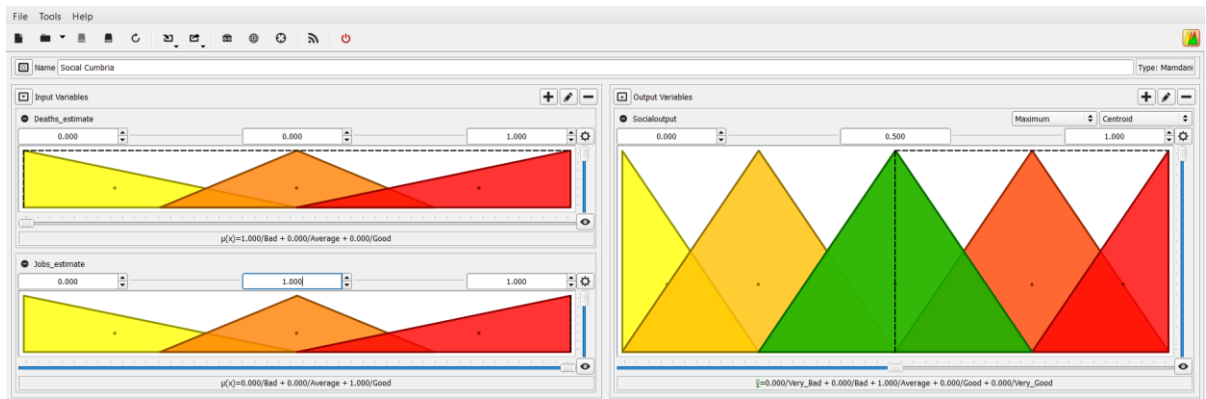 File Tools Help
Name Social Cumbria Type: Mamdani
Input Variables
Deaths_estimate
0.000 0.000 1.000
μ(x)=1.000/Bad + 0.000/Average + 0.000/Good
Jobs_estimate
0.000 1.000 1.000
μ(x)=0.000/Bad + 0.000/Average + 1.000/Good
Output Variables
Socialoutput Maximum Centroid
0.000 0.500 1.000
ỹ=0.000/Very_Bad + 0.000/Bad + 1.000/Average + 0.000/Good + 0.000/Very_Good